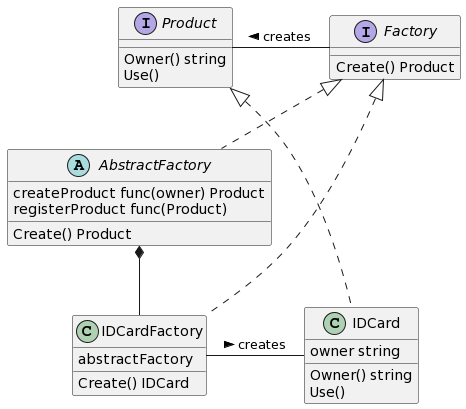 I Product
Owner() string
Use()
◄ creates
I Factory
Create() Product
A AbstractFactory
createProduct func(owner) Product
registerProduct func(Product)
Create() Product
C IDCardFactory
abstractFactory
Create() IDCard
► creates
C IDCard
owner string
Owner() string
Use()